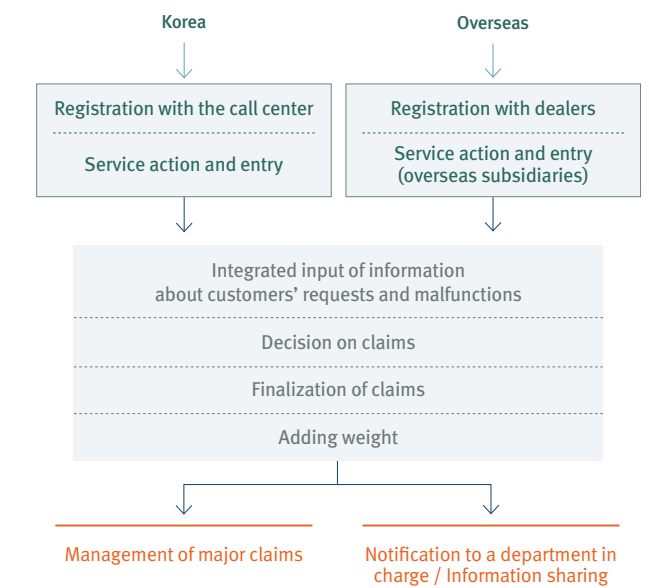 Korea
Overseas
Registration with the call center
Service action and entry
Registration with dealers
Service action and entry
(overseas subsidiaries)
Integrated input of information
about customers’ requests and malfunctions
Decision on claims
Finalization of claims
Adding weight
Management of major claims
Notification to a department in
charge / Information sharing